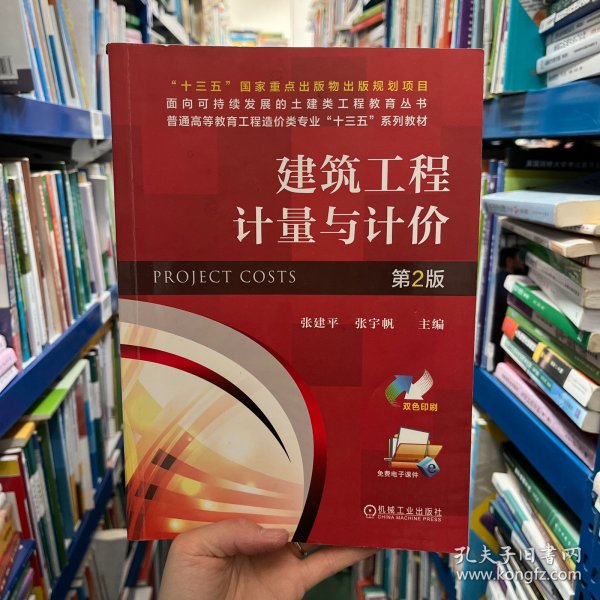 “十三五”国家重点出版物出版规划项目
面向可持续发展的土建类工程教育丛书
普通高等教育工程造价类专业“十三五”系列教材
建筑工程
计量与计价
PROJECT COSTS
第2版
张建平 张宇帆 主编
双色印刷
免费电子课件
机械工业出版社
CHINA MACHINE PRESS
孔夫子旧书网
www.kongfz.com